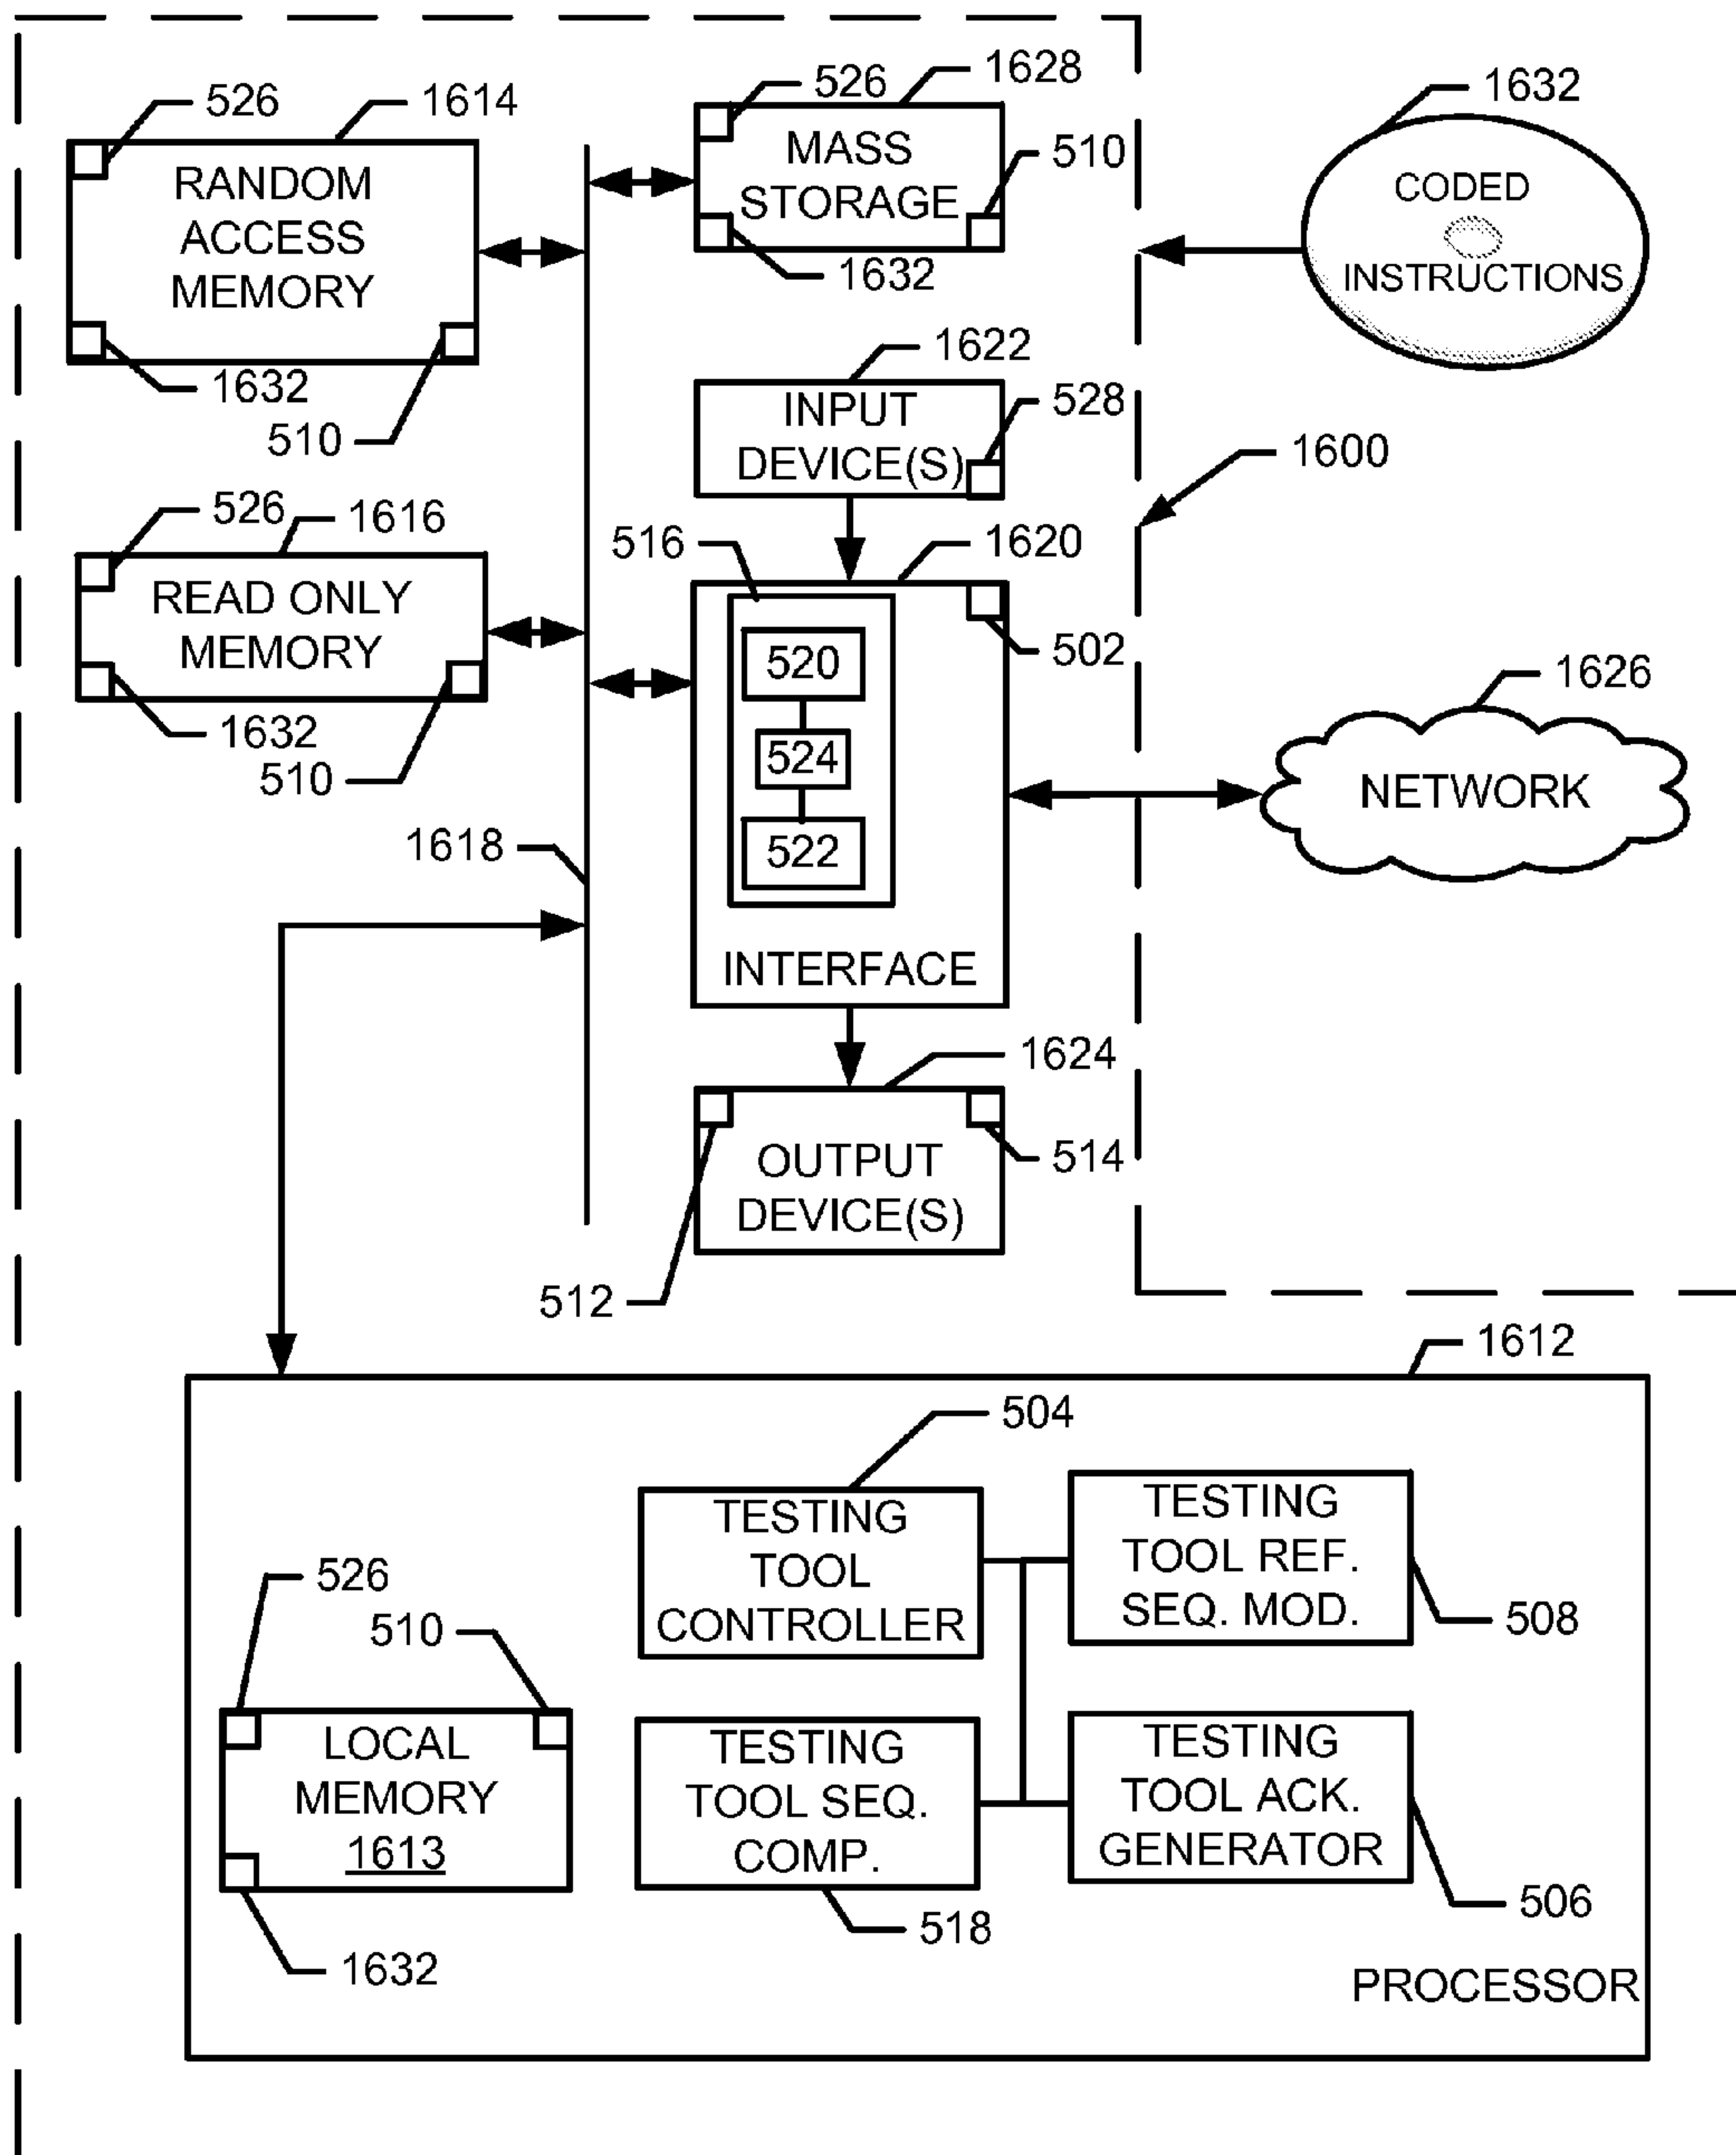 526
1614
RANDOM
ACCESS
MEMORY
1632
510
526
1628
MASS
STORAGE
510
1632
1632
CODED
INSTRUCTIONS
1622
INPUT
DEVICE(S)
528
1600
526
1616
READ ONLY
MEMORY
1632
510
516
1620
502
520
524
522
INTERFACE
1626
NETWORK
1618
1624
OUTPUT
DEVICE(S)
514
512
1612
504
TESTING
TOOL
CONTROLLER
TESTING
TOOL REF.
SEQ. MOD.
508
526
510
LOCAL
MEMORY
1613
1632
TESTING
TOOL SEQ.
COMP.
518
TESTING
TOOL ACK.
GENERATOR
506
PROCESSOR